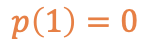 p(1) = 0